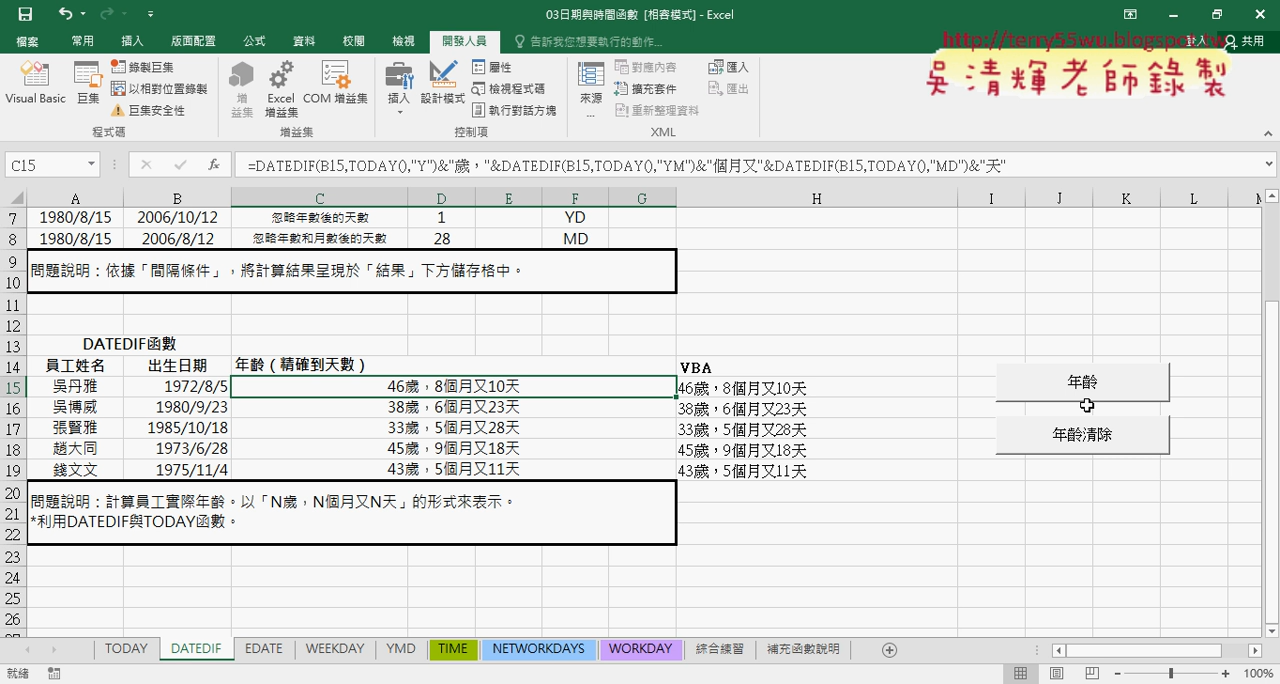 03日期與時間函數 [相容模式] - Excel
檔案 常用 插入 版面配置 公式 資料 校閱 檢視 開發人員 告訴我您想要執行的動作... 登入 共用
http://terry55wu.blogspot.tw
吳清輝老師錄製
Visual Basic 巨集 錄製巨集 以相對位置錄製 巨集安全性
程式碼
增益集 Excel 增益集 COM 增益集
增益集
插入 設計模式 屬性 檢視程式碼 執行對話方塊
控制項
來源... 對應內容 擴充套件 重新整理資料 匯入 匯出
XML
C15 fx =DATEDIF(B15,TODAY(),"Y")&"歲，"&DATEDIF(B15,TODAY(),"YM")&"個月又"&DATEDIF(B15,TODAY(),"MD")&"天"
A B C D E F G H I J K L
7 1980/8/15 2006/10/12 忽略年數後的天數 1 YD
8 1980/8/15 2006/8/12 忽略年數和月數後的天數 28 MD
9 問題說明：依據「間隔條件」，將計算結果呈現於「結果」下方儲存格中。
10
11
12
13 DATEDIF函數
14 員工姓名 出生日期 年齡（精確到天數） VBA
15 吳丹雅 1972/8/5 46歲，8個月又10天 46歲，8個月又10天 年齡
16 吳博威 1980/9/23 38歲，6個月又23天 38歲，6個月又23天
17 張賢雅 1985/10/18 33歲，5個月又28天 33歲，5個月又28天 年齡清除
18 趙大同 1973/6/28 45歲，9個月又18天 45歲，9個月又18天
19 錢文文 1975/11/4 43歲，5個月又11天 43歲，5個月又11天
20 問題說明：計算員工實際年齡。以「N歲，N個月又N天」的形式來表示。
21 *利用DATEDIF與TODAY函數。
22
23
24
25
26
TODAY DATEDIF EDATE WEEKDAY YMD TIME NETWORKDAYS WORKDAY 綜合練習 補充函數說明
就緒 100%